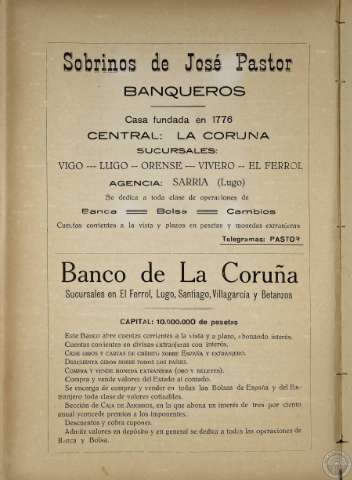 Sobrinos de José Pastor
BANQUEROS
Casa fundada en 1776
CENTRAL: LA CORUNA
SUCURSALES:
VIGO --- LUGO -- ORENSE --- VIVERO -- EL FERROL
AGENCIA: SARRIA (Lugo)
Se dedica a toda clase de operaciones de
Banca == Bolsa == Cambios
Cuentas corrientes a la vista y plazos en pesetas y monedas extranjeras
Telegramas: PASTOR
Banco de La Coruña
Sucursales en El Ferrol, Lugo, Santiago, Villagarcía y Betanzos
CAPITAL: 10.000.000 de pesetas
Este Banco abre cuentas corrientes a la vista y a plazo, abonando interés.
Cuentas corrientes en divisas extranjeras con interés.
CEDE GIROS Y CARTAS DE CRÉDITO SOBRE ESPAÑA Y EXTRANJERO.
DESCUENTA GIROS SOBRE TODOS LOS PAÍSES.
COMPRA Y VENDE MONEDA EXTRANJERA (ORO Y BILLETES).
Compra y vende valores del Estado al contado.
Se encarga de comprar y vender en todas las Bolsas de España y del Ex-
tranjero toda clase de valores cotizables.
Sección de CAJA DE AHORROS, en la que abona un interés de tres por ciento
anual y concede premios a los imponentes.
Descuentos y cobra cupones.
Admite valores en depósito y en general se dedica a todas las operaciones de
Banca y Bolsa.